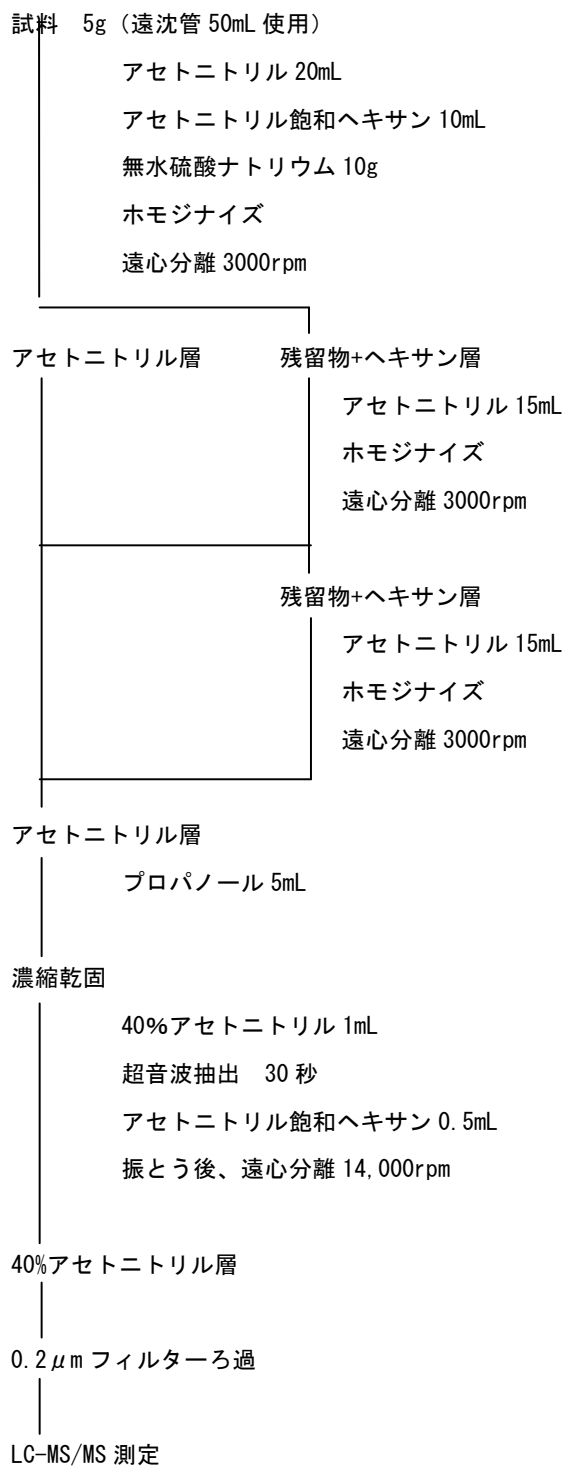 試料 5g（遠沈管 50mL 使用）
アセトニトリル 20mL
アセトニトリル飽和ヘキサン 10mL
無水硫酸ナトリウム 10g
ホモジナイズ
遠心分離 3000rpm
アセトニトリル層 残留物+ヘキサン層
アセトニトリル 15mL
ホモジナイズ
遠心分離 3000rpm
残留物+ヘキサン層
アセトニトリル 15mL
ホモジナイズ
遠心分離 3000rpm
アセトニトリル層
プロパノール 5mL
濃縮乾固
40%アセトニトリル 1mL
超音波抽出 30 秒
アセトニトリル飽和ヘキサン 0.5mL
振とう後、遠心分離 14,000rpm
40%アセトニトリル層
0.2μm フィルターろ過
LC-MS/MS 測定